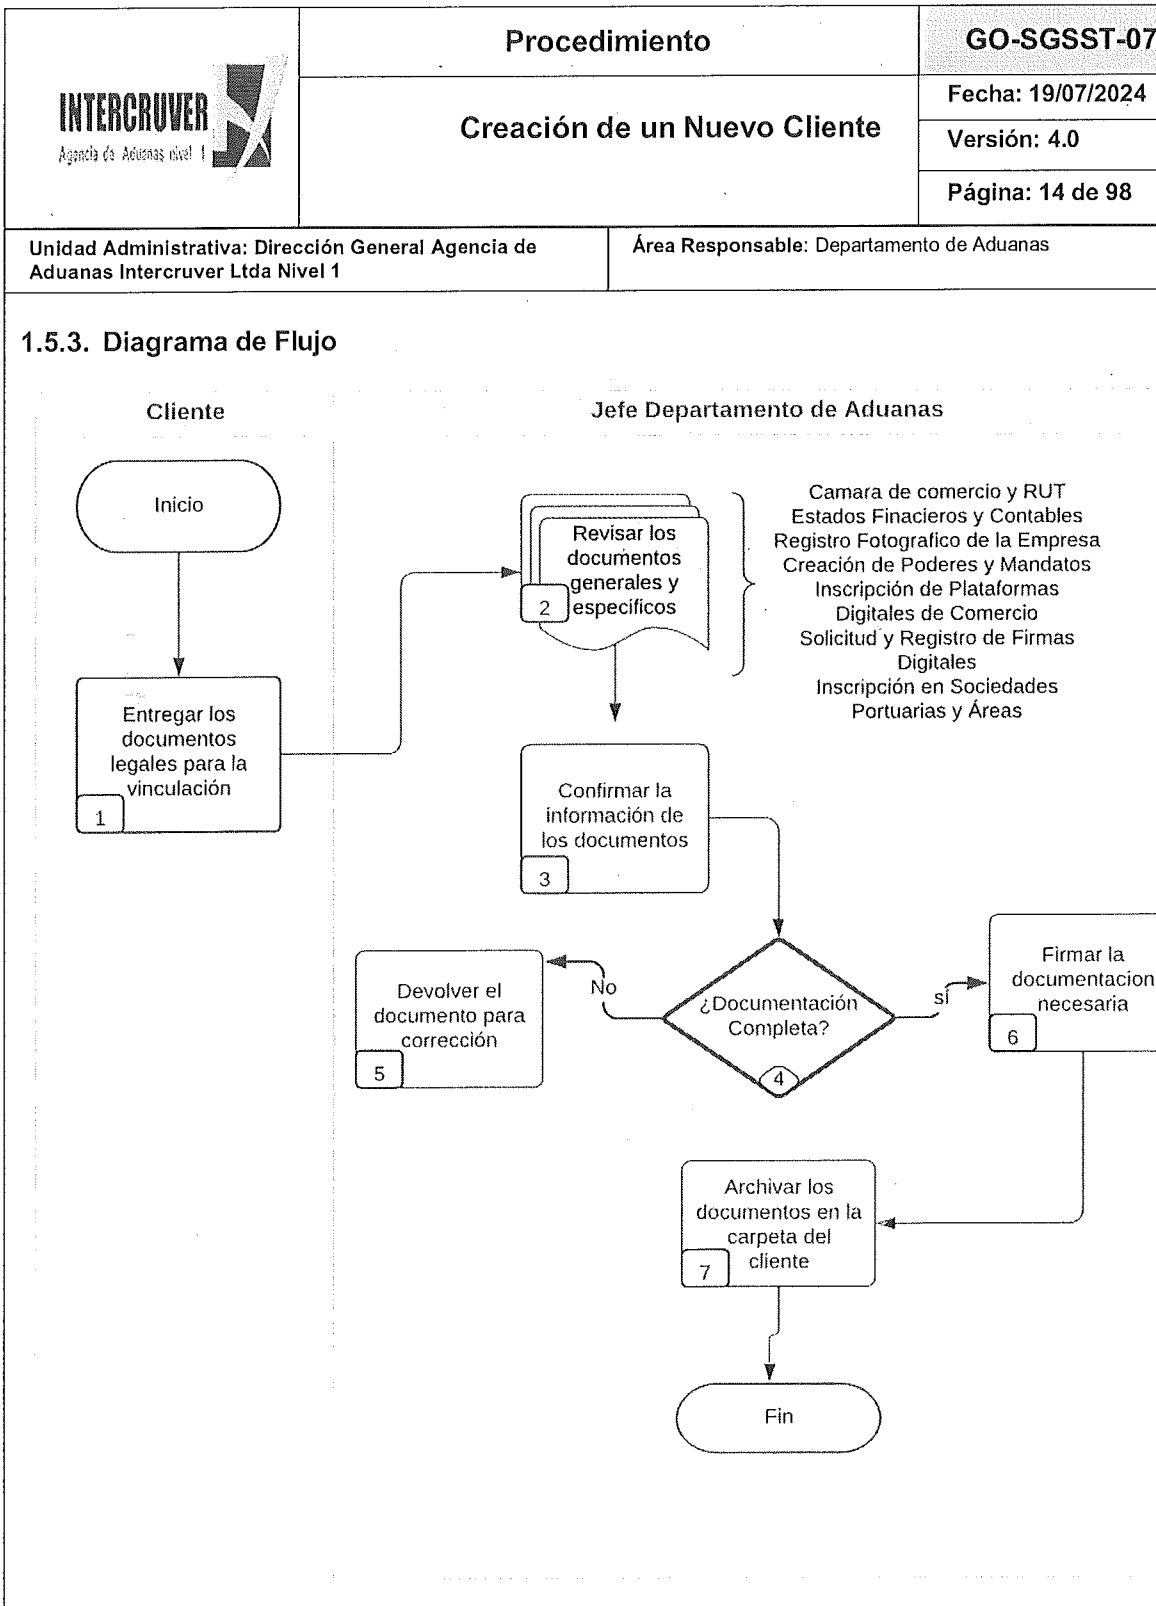 INTERCRUVER
Agencia de Aduanas nivel 1
Procedimiento
Creación de un Nuevo Cliente
GO-SGSST-07
Fecha: 19/07/2024
Versión: 4.0
Página: 14 de 98
Unidad Administrativa: Dirección General Agencia de
Aduanas Intercruver Ltda Nivel 1
Área Responsable: Departamento de Aduanas
1.5.3. Diagrama de Flujo
Cliente
Jefe Departamento de Aduanas
Inicio
Entregar los
documentos
legales para la
vinculación
1
Revisar los
documentos
generales y
especificos
2
Camara de comercio y RUT
Estados Finacieros y Contables
Registro Fotografico de la Empresa
Creación de Poderes y Mandatos
Inscripción de Plataformas
Digitales de Comercio
Solicitud y Registro de Firmas
Digitales
Inscripción en Sociedades
Portuarias y Áreas
Confirmar la
información de
los documentos
3
¿Documentación
Completa?
4
No
sí
Devolver el
documento para
corrección
5
Firmar la
documentacion
necesaria
6
Archivar los
documentos en la
carpeta del
cliente
7
Fin